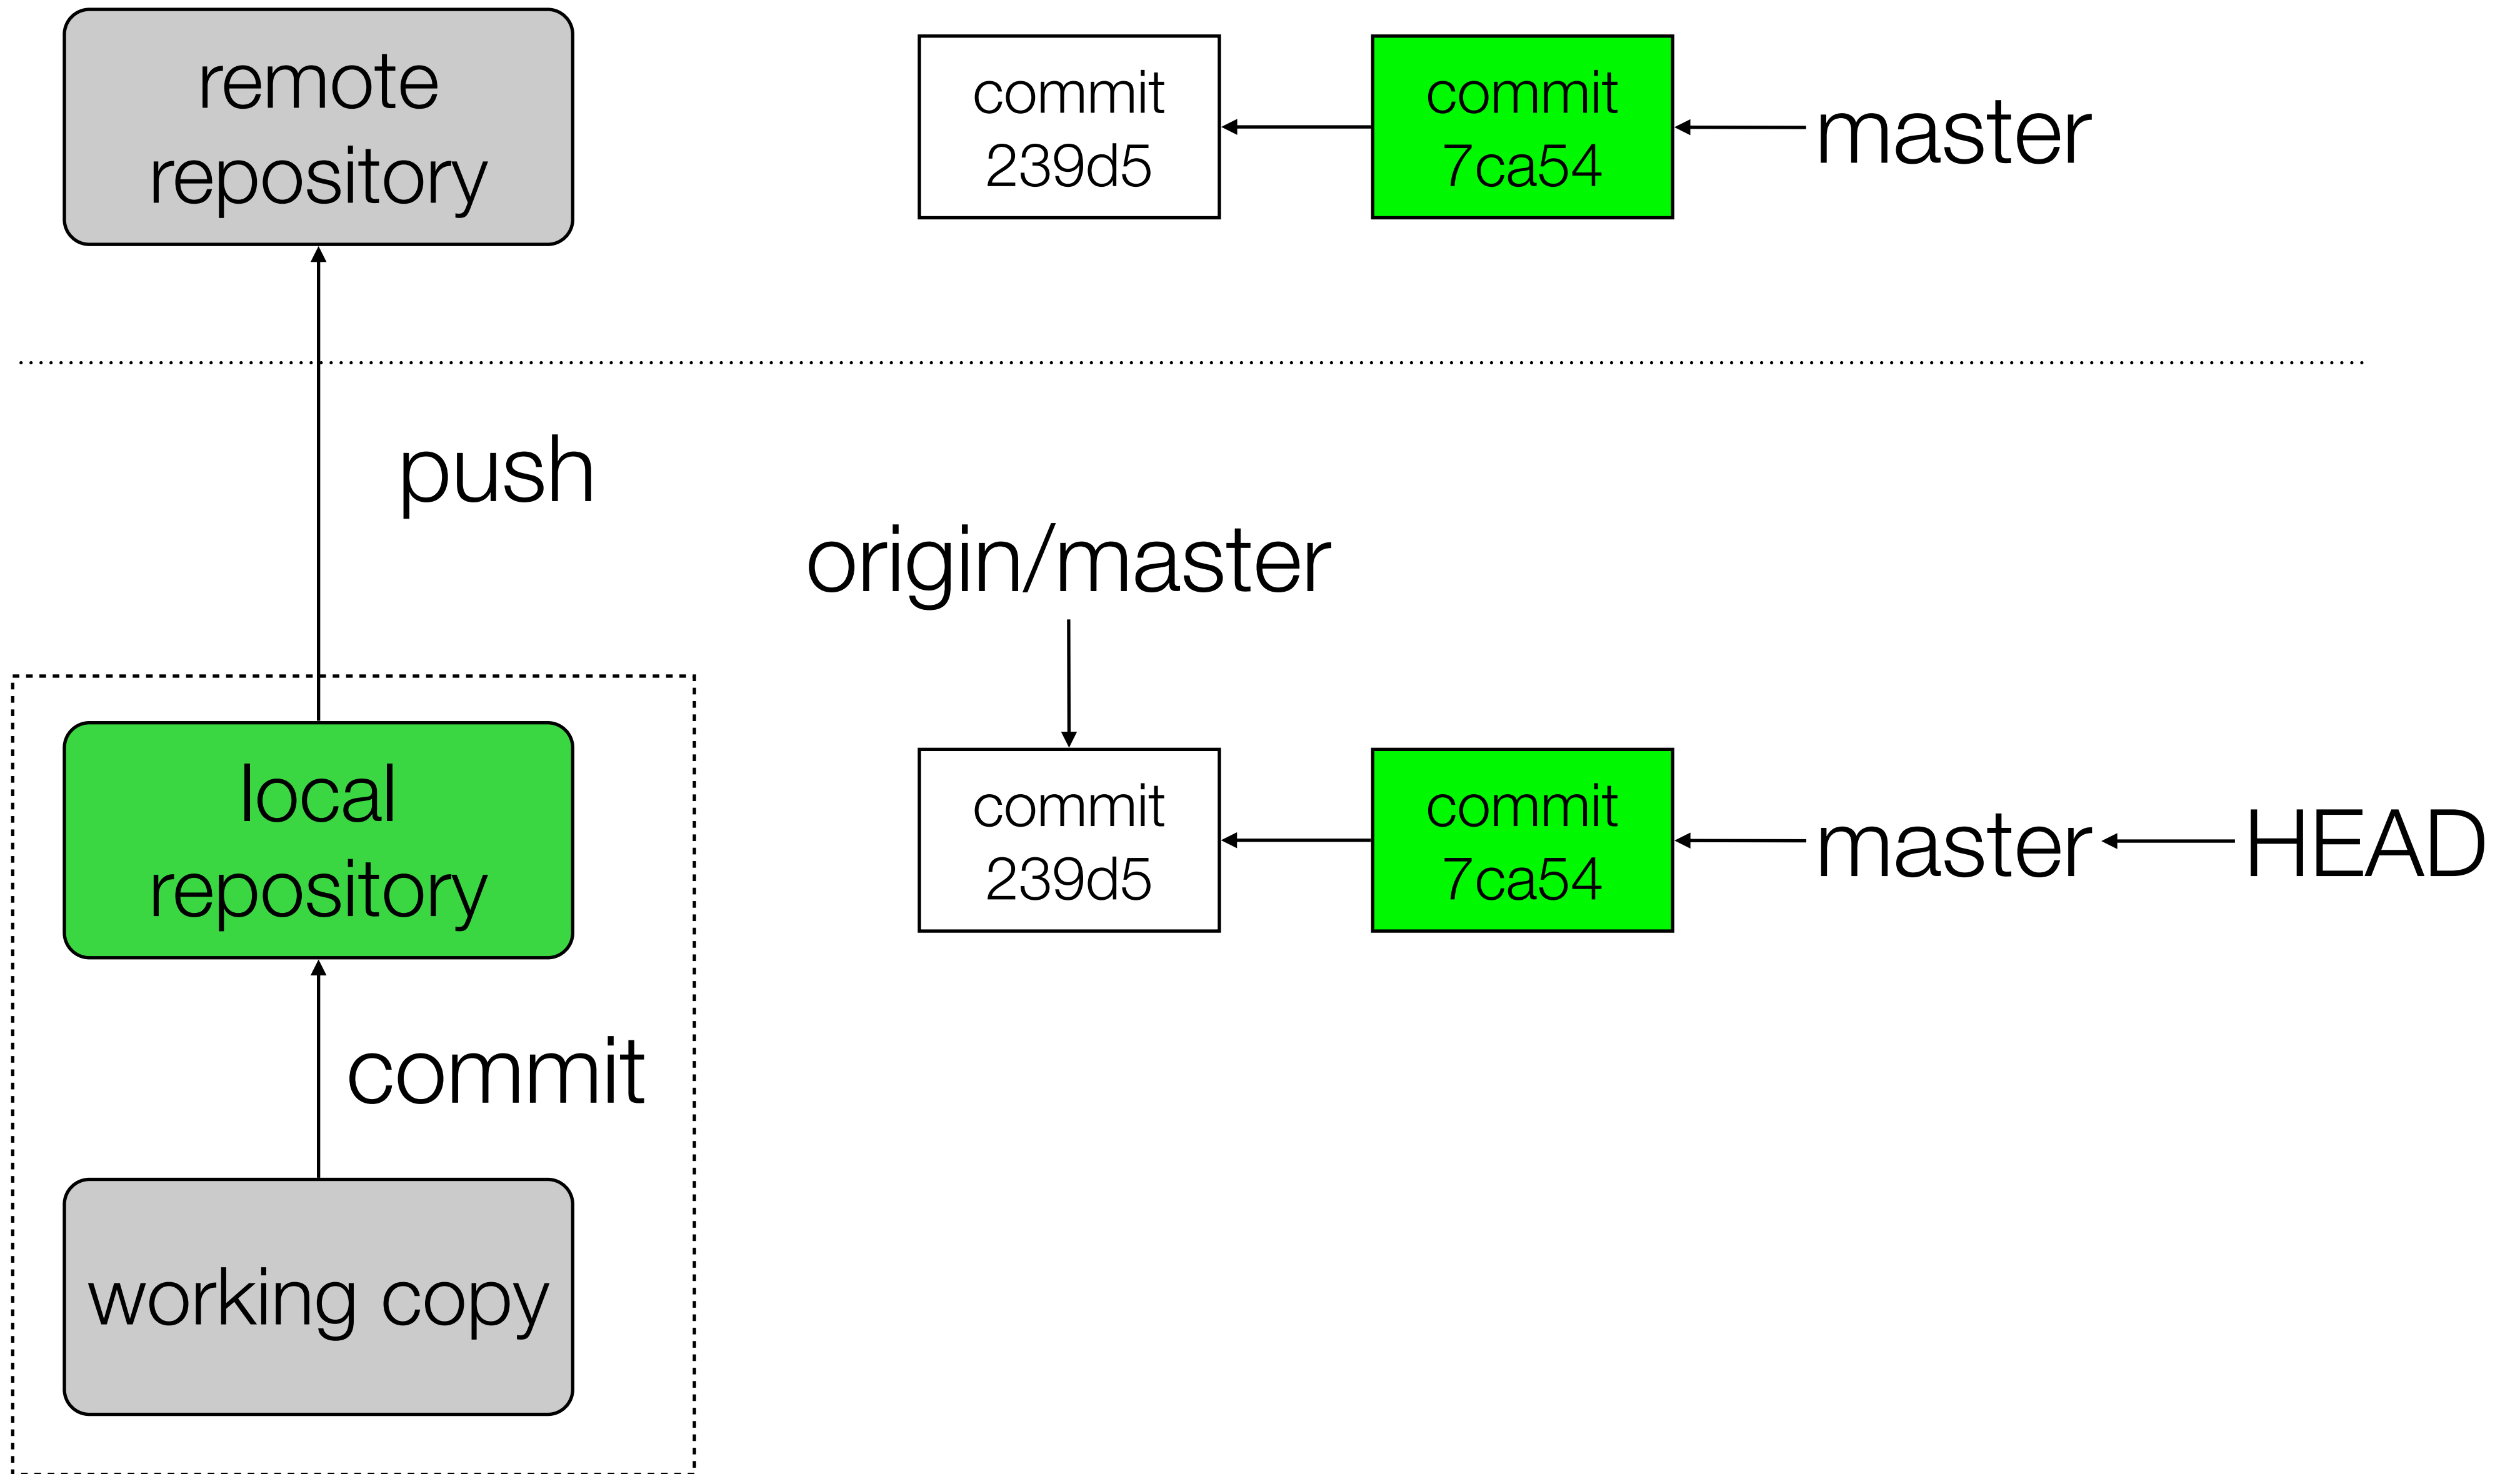 remote
repository
commit
239d5
commit
7ca54
master
push
origin/master
local
repository
commit
239d5
commit
7ca54
master
HEAD
commit
working copy